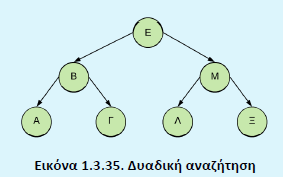 Ε
Β Μ
Α Γ Λ Ξ
Εικόνα 1.3.35. Δυαδική αναζήτηση